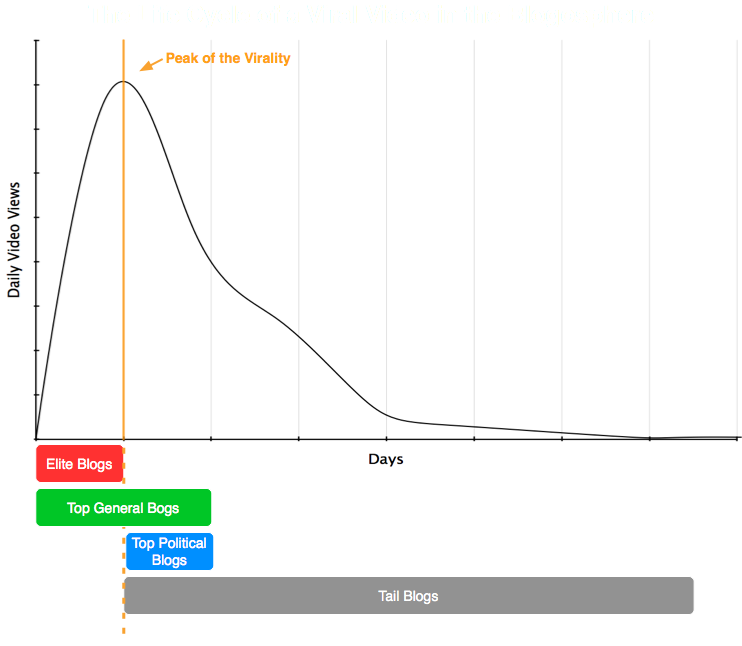 Peak of the Virality
Daily Video Views
Days
Elite Blogs
Top General Bogs
Top Political
Blogs
Tail Blogs